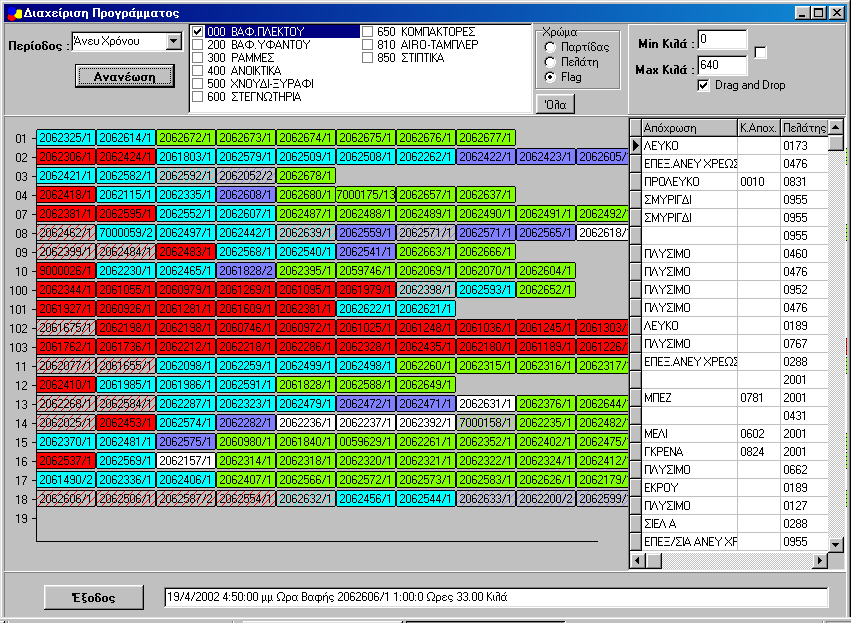 Διαχείριση Προγράμματος
Περίοδος : Άνευ Χρόνου
Ανανέωση
000 ΒΑΦ.ΠΛΕΚΤΟΥ
200 ΒΑΦ.ΥΦΑΝΤΟΥ
300 ΡΑΜΜΕΣ
400 ΑΝΟΙΚΤΙΚΑ
500 ΧΝΟΥΔΙ-ΞΥΡΑΦΙ
600 ΣΤΕΓΝΩΤΗΡΙΑ
650 ΚΟΜΠΑΚΤΟΡΕΣ
810 AIRO-ΤΑΜΠΛΕΡ
850 ΣΤΙΠΤΙΚΑ
Χρώμα
Παρτίδας
Πελάτη
Flag
Όλα
Min Κιλά : 0
Max Κιλά : 640
Drag and Drop
01 2062325/1 2062614/1 2062672/1 2062673/1 2062674/1 2062675/1 2062676/1 2062677/1
02 2062306/1 2062424/1 2061803/1 2062579/1 2062509/1 2062508/1 2062262/1 2062422/1 2062423/1 2062605/
03 2062421/1 2062582/1 2062592/1 2062052/2 2062678/1
04 2062418/1 2062115/1 2062335/1 2062608/1 2062680/1 7000175/13 2062657/1 2062637/1
07 2062381/1 2062595/1 2062552/1 2062607/1 2062487/1 2062488/1 2062489/1 2062490/1 2062491/1 2062492/
08 2062462/1 7000059/2 2062497/1 2062442/1 2062639/1 2062559/1 2062571/1 2062571/1 2062565/1 2062618/
09 2062399/1 2062484/1 2062483/1 2062568/1 2062540/1 2062541/1 2062663/1 2062666/1
10 9000026/1 2062230/1 2062465/1 2061828/2 2062395/1 2059746/1 2062069/1 2062070/1 2062604/1
100 2062344/1 2061055/1 2060979/1 2061269/1 2061095/1 2061979/1 2062398/1 2062593/1 2062652/1
101 2061927/1 2060926/1 2061281/1 2061609/1 2062381/1 2062622/1 2062621/1
102 2061675/1 2062198/1 2062198/1 2060746/1 2060972/1 2061025/1 2061248/1 2061036/1 2061245/1 2061303/
103 2061762/1 2061736/1 2062212/1 2062218/1 2062286/1 2062328/1 2062435/1 2062180/1 2061189/1 2061226/
11 2062077/1 2061655/1 2062098/1 2062259/1 2062499/1 2062498/1 2062260/1 2062315/1 2062316/1 2062317/
12 2062410/1 2061985/1 2061986/1 2062591/1 2061828/1 2062588/1 2062649/1
13 2062268/1 2062584/1 2062287/1 2062323/1 2062479/1 2062472/1 2062471/1 2062631/1 2062376/1 2062644/
14 2062025/1 2062453/1 2062574/1 2062282/1 2062236/1 2062237/1 2062392/1 7000158/1 2062235/1 2062482/
15 2062370/1 2062481/1 2062575/1 2060980/1 2061840/1 0059629/1 2062261/1 2062352/1 2062402/1 2062475/
16 2062537/1 2062569/1 2062157/1 2062314/1 2062318/1 2062320/1 2062321/1 2062322/1 2062324/1 2062412/
17 2061490/2 2062336/1 2062406/1 2062407/1 2062566/1 2062572/1 2062573/1 2062583/1 2062626/1 2062179/
18 2062606/1 2062506/1 2062587/2 2062554/1 2062632/1 2062456/1 2062544/1 2062633/1 2062200/2 2062599/
19
Απόχρωση Κ.Αποχ. Πελάτης
ΛΕΥΚΟ 0173
ΕΠΕΞ.ΑΝΕΥ ΧΡΕΩΣ 0476
ΠΡΟΛΕΥΚΟ 0010 0831
ΣΜΥΡΙΓΔΙ 0955
ΣΜΥΡΙΓΔΙ 0955
0955
ΠΛΥΣΙΜΟ 0460
ΠΛΥΣΙΜΟ 0476
ΠΛΥΣΙΜΟ 0952
ΠΛΥΣΙΜΟ 0476
ΛΕΥΚΟ 0189
ΠΛΥΣΙΜΟ 0767
ΕΠΕΞ.ΑΝΕΥ ΧΡΕΩΣ 0288
2001
ΜΠΕΖ 0781 2001
0431
ΜΕΛΙ 0602 2001
ΓΚΡΕΝΑ 0824 2001
ΠΛΥΣΙΜΟ 0662
ΕΚΡΟΥ 0189
ΠΛΥΣΙΜΟ 0127
ΣΙΕΛ Α 0288
ΕΠΕΞ/ΣΙΑ ΑΝΕΥ ΧΡ 0955
Έξοδος
19/4/2002 4:50:00 μμ Ωρα Βαφής 2062606/1 1:00:0 Ωρες 33.00 Κιλά